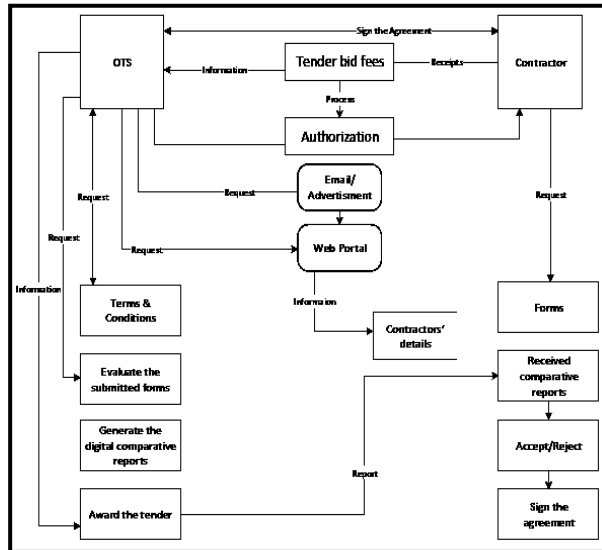 Sign the Agreement
OTS
Information
Tender bid fees
Receipts
Contractor
Process
Authorization
Email/
Advertisment
Request
Request
Request
Request
Web Portal
Request
Information
Information
Terms &
Conditions
Contractors'
details
Forms
Evaluate the
submitted forms
Received
comparative
reports
Generate the
digital comparative
reports
Report
Accept/Reject
Award the tender
Sign the
agreement